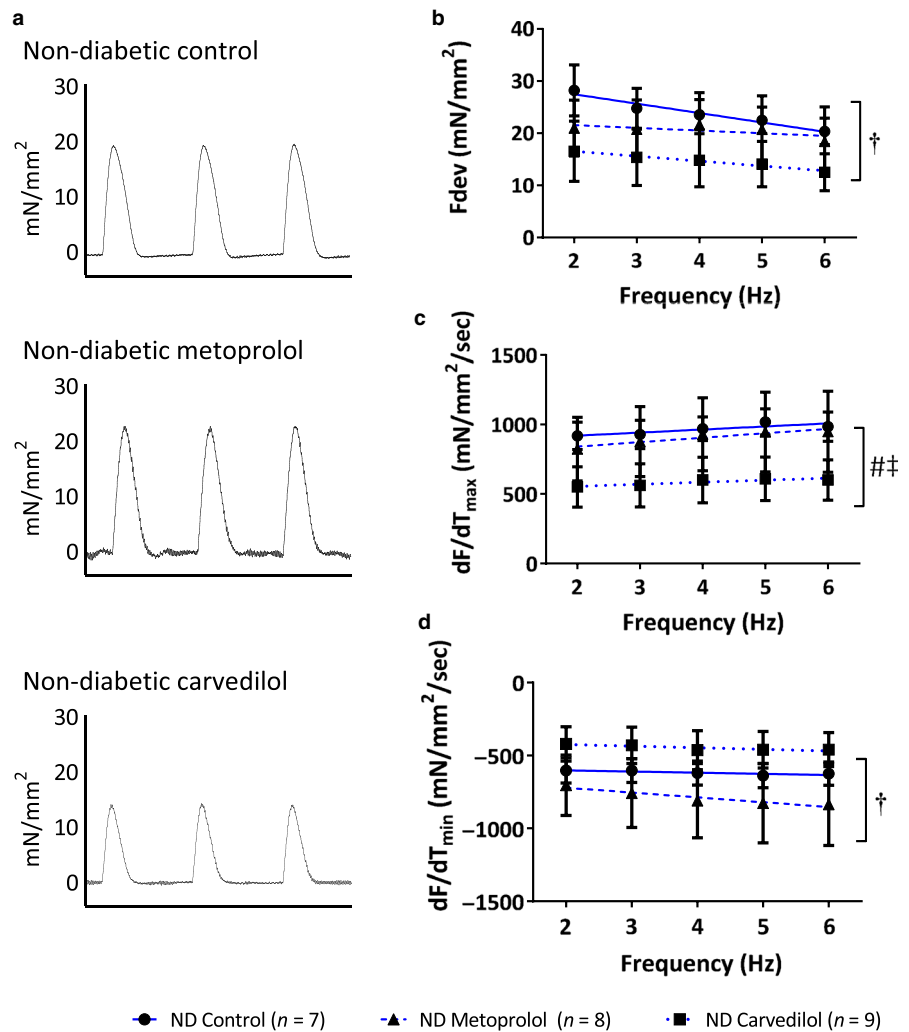 a
Non-diabetic control
30
20
10
0
mN/mm²
Non-diabetic metoprolol
30
20
10
0
mN/mm²
Non-diabetic carvedilol
30
20
10
0
mN/mm²
b
40
30
20
10
0
Fdev (mN/mm²)
†
2 3 4 5 6
Frequency (Hz)
c
1500
1000
500
0
dF/dTmax (mN/mm²/sec)
#‡
2 3 4 5 6
Frequency (Hz)
d
0
−500
−1000
−1500
dF/dTmin (mN/mm²/sec)
†
2 3 4 5 6
Frequency (Hz)
ND Control (n = 7) ND Metoprolol (n = 8) ND Carvedilol (n = 9)